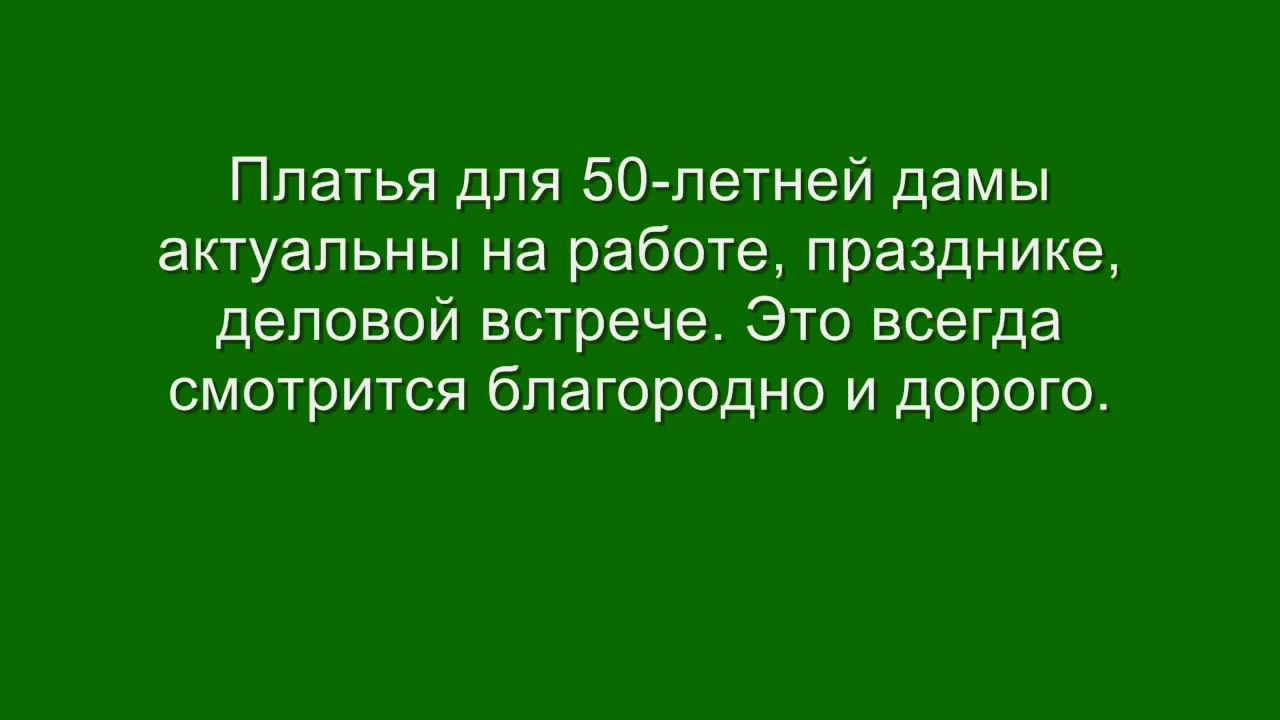 Платья для 50-летней дамы
актуальны на работе, празднике,
деловой встрече. Это всегда
смотрится благородно и дорого.